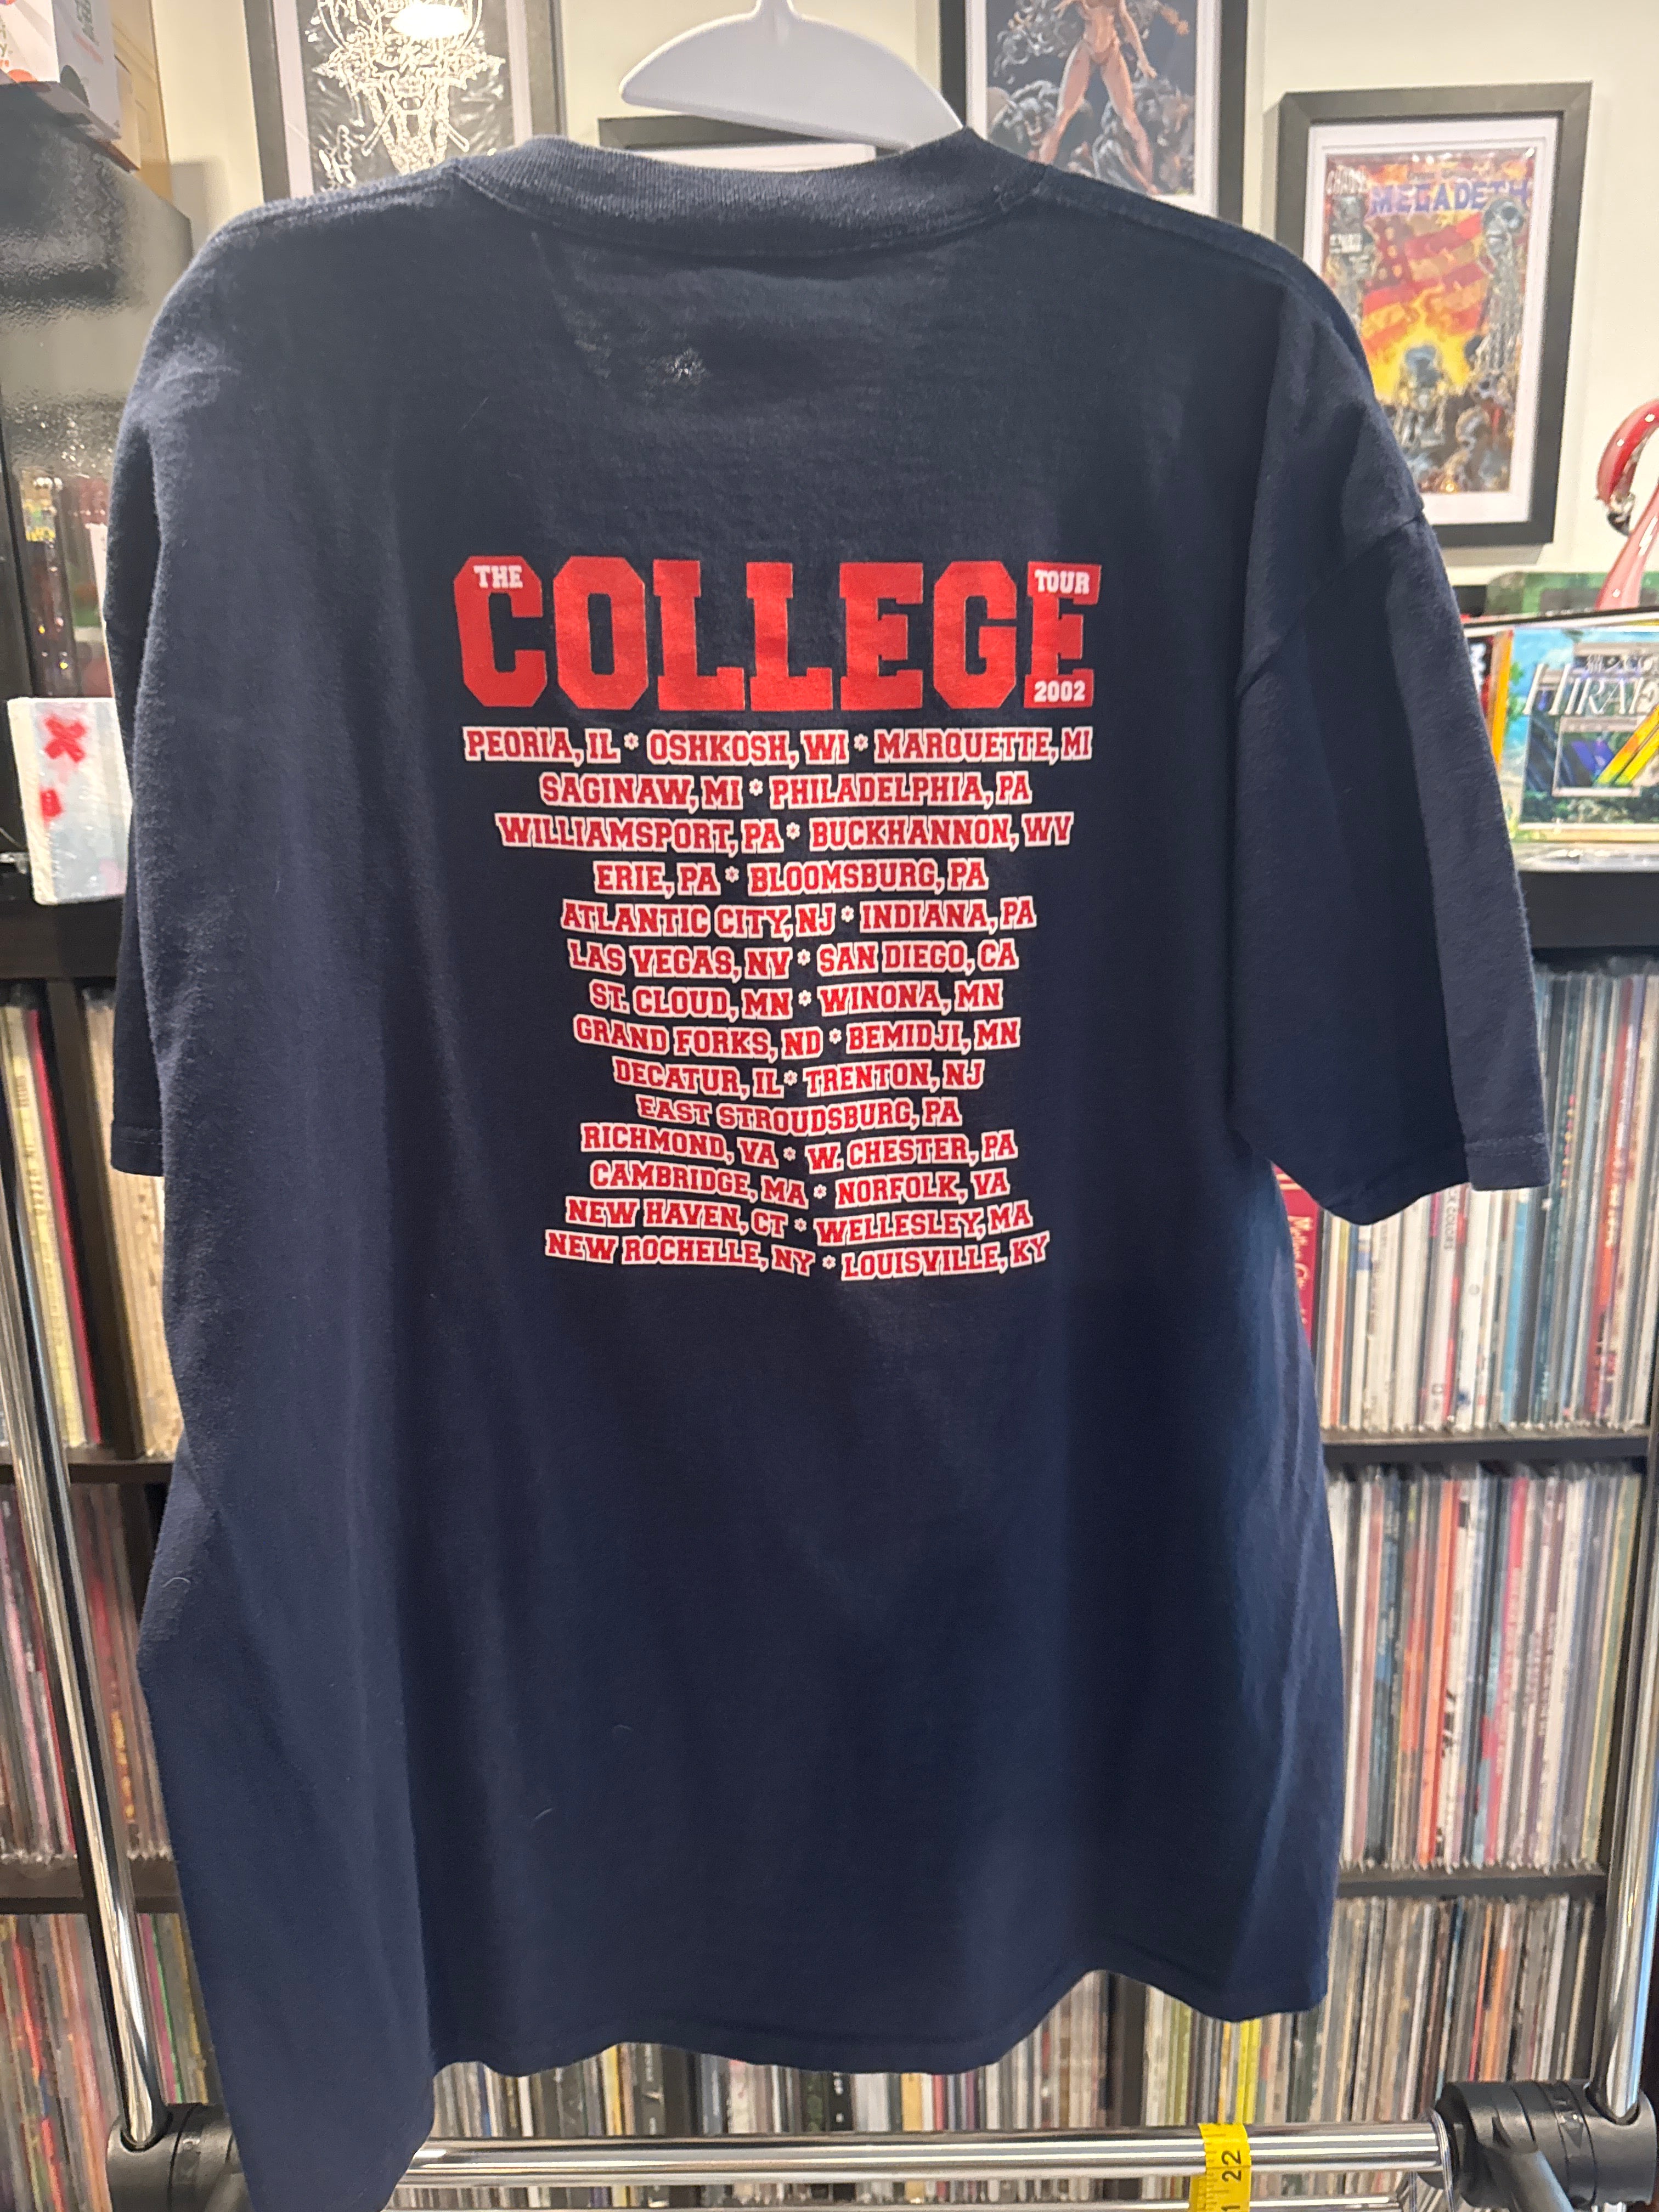 MEGADETH
THE COLLEGE TOUR
2002
PEORIA, IL * OSHKOSH, WI * MARQUETTE, MI
SAGINAW, MI * PHILADELPHIA, PA
WILLIAMSPORT, PA * BUCKHANNON, WV
ERIE, PA * BLOOMSBURG, PA
ATLANTIC CITY, NJ * INDIANA, PA
LAS VEGAS, NV * SAN DIEGO, CA
ST. CLOUD, MN * WINONA, MN
GRAND FORKS, ND * BEMIDJI, MN
DECATUR, IL * TRENTON, NJ
EAST STROUDSBURG, PA
RICHMOND, VA * W. CHESTER, PA
CAMBRIDGE, MA * NORFOLK, VA
NEW HAVEN, CT * WELLESLEY, MA
NEW ROCHELLE, NY * LOUISVILLE, KY
22